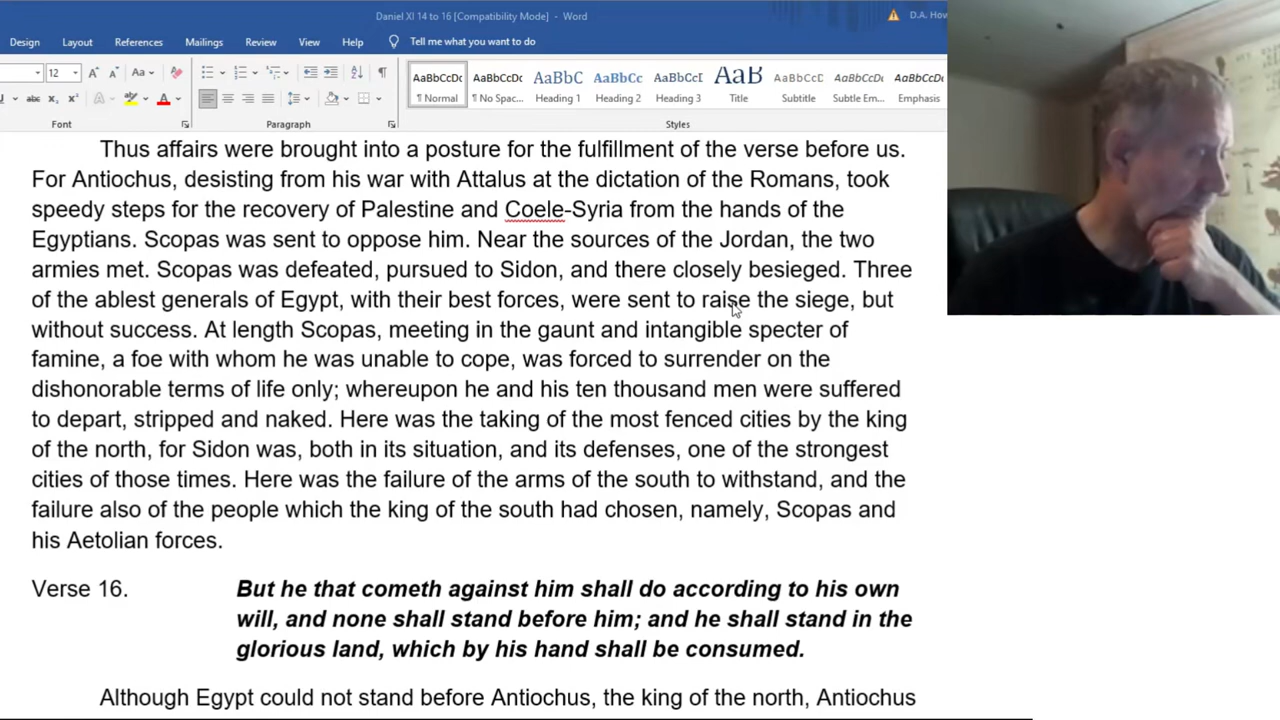 Daniel XI 14 to 16 [Compatibility Mode] - Word
D.A. How
Design Layout References Mailings Review View Help Tell me what you want to do
12 Aa
abc x₂ x² A A
AaBbCcDc AaBbCcDc AaBbC AaBbCc AaBbCcI AaB AaBbCcD AaBbCcDc AaBbCcDc
¶ Normal ¶ No Spac... Heading 1 Heading 2 Heading 3 Title Subtitle Subtle Em... Emphasis
Font Paragraph Styles
Thus affairs were brought into a posture for the fulfillment of the verse before us.
For Antiochus, desisting from his war with Attalus at the dictation of the Romans, took
speedy steps for the recovery of Palestine and Coele-Syria from the hands of the
Egyptians. Scopas was sent to oppose him. Near the sources of the Jordan, the two
armies met. Scopas was defeated, pursued to Sidon, and there closely besieged. Three
of the ablest generals of Egypt, with their best forces, were sent to raise the siege, but
without success. At length Scopas, meeting in the gaunt and intangible specter of
famine, a foe with whom he was unable to cope, was forced to surrender on the
dishonorable terms of life only; whereupon he and his ten thousand men were suffered
to depart, stripped and naked. Here was the taking of the most fenced cities by the king
of the north, for Sidon was, both in its situation, and its defenses, one of the strongest
cities of those times. Here was the failure of the arms of the south to withstand, and the
failure also of the people which the king of the south had chosen, namely, Scopas and
his Aetolian forces.
Verse 16. But he that cometh against him shall do according to his own
will, and none shall stand before him; and he shall stand in the
glorious land, which by his hand shall be consumed.
Although Egypt could not stand before Antiochus, the king of the north, Antiochus